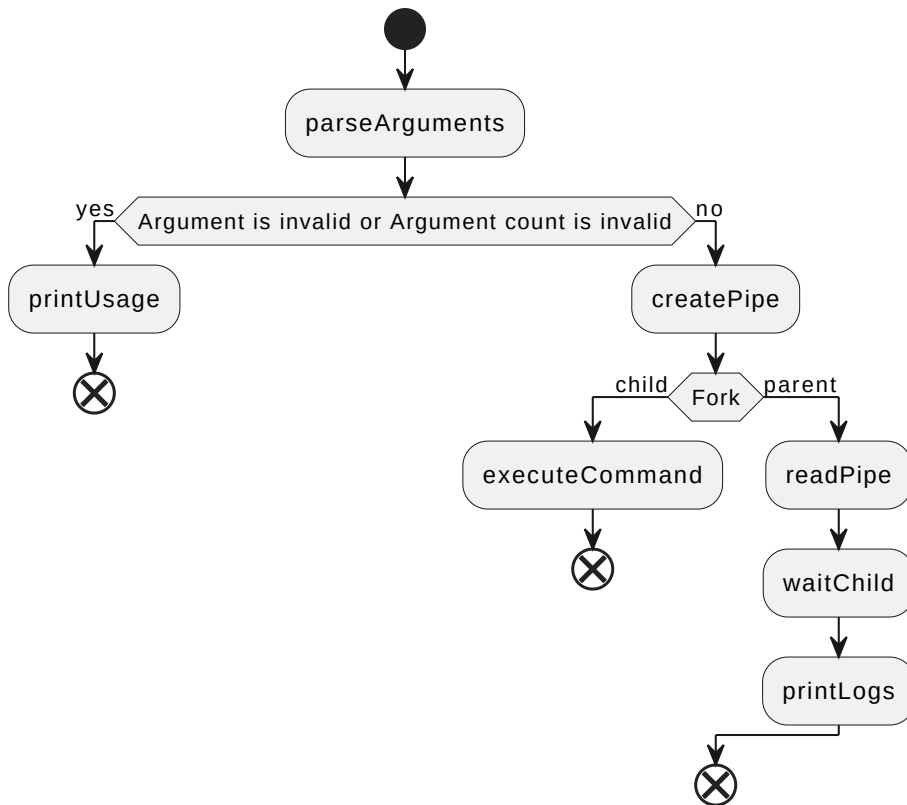 parseArguments
yes
Argument is invalid or Argument count is invalid
no
printUsage
createPipe
child
Fork
parent
executeCommand
readPipe
waitChild
printLogs